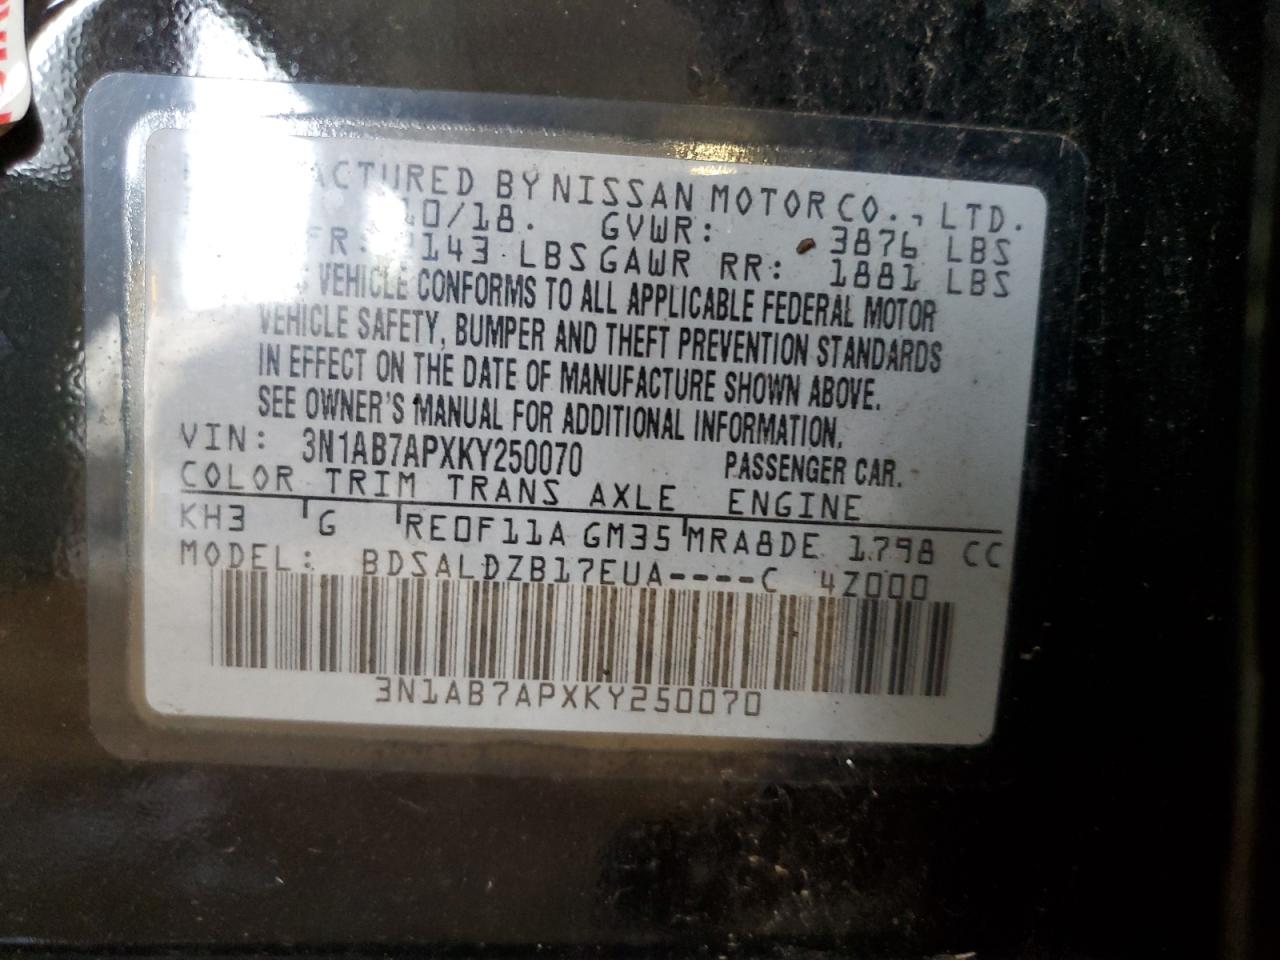 BY NISSAN MOTOR CO., LTD.
10/18. GVWR: 3876 LBS
LBS GAWR RR: 1881 LBS
VEHICLE CONFORMS TO ALL APPLICABLE FEDERAL MOTOR
VEHICLE SAFETY, BUMPER AND THEFT PREVENTION STANDARDS
IN EFFECT ON THE DATE OF MANUFACTURE SHOWN ABOVE.
SEE OWNER'S MANUAL FOR ADDITIONAL INFORMATION.
VIN: 3N1AB7APXKY250070 PASSENGER CAR.
COLOR TRIM TRANS AXLE ENGINE
KH3 G RE0F11A GM35 MRA8DE 1.798 CC
MODEL: BDSALDZB17EUA----C 4Z000
3N1AB7APXKY250070